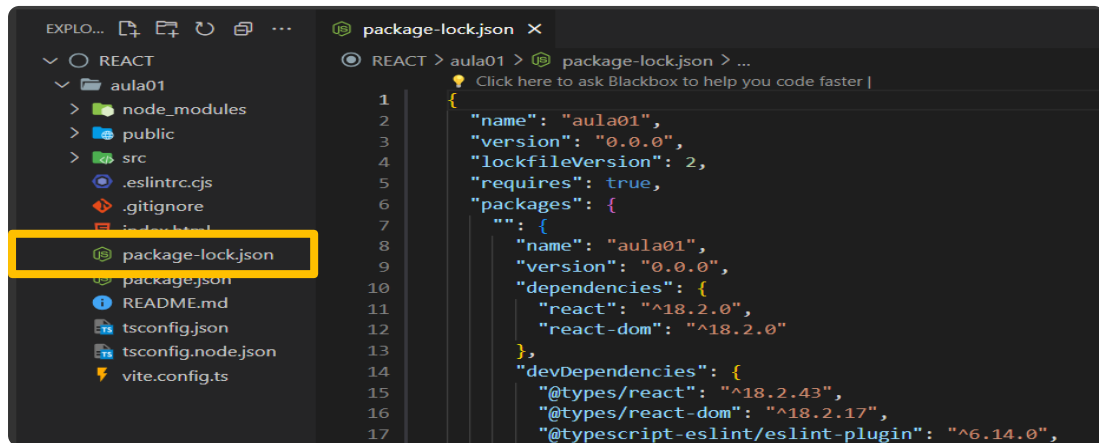 EXPLO...
REACT
aula01
node_modules
public
src
.eslintrc.cjs
.gitignore
index.html
package-lock.json
package.json
README.md
tsconfig.json
tsconfig.node.json
vite.config.ts
package-lock.json
REACT > aula01 > package-lock.json > ...
Click here to ask Blackbox to help you code faster |
1 {
2 "name": "aula01",
3 "version": "0.0.0",
4 "lockfileVersion": 2,
5 "requires": true,
6 "packages": {
7 "": {
8 "name": "aula01",
9 "version": "0.0.0",
10 "dependencies": {
11 "react": "^18.2.0",
12 "react-dom": "^18.2.0"
13 },
14 "devDependencies": {
15 "@types/react": "^18.2.43",
16 "@types/react-dom": "^18.2.17",
17 "@typescript-eslint/eslint-plugin": "^6.14.0",